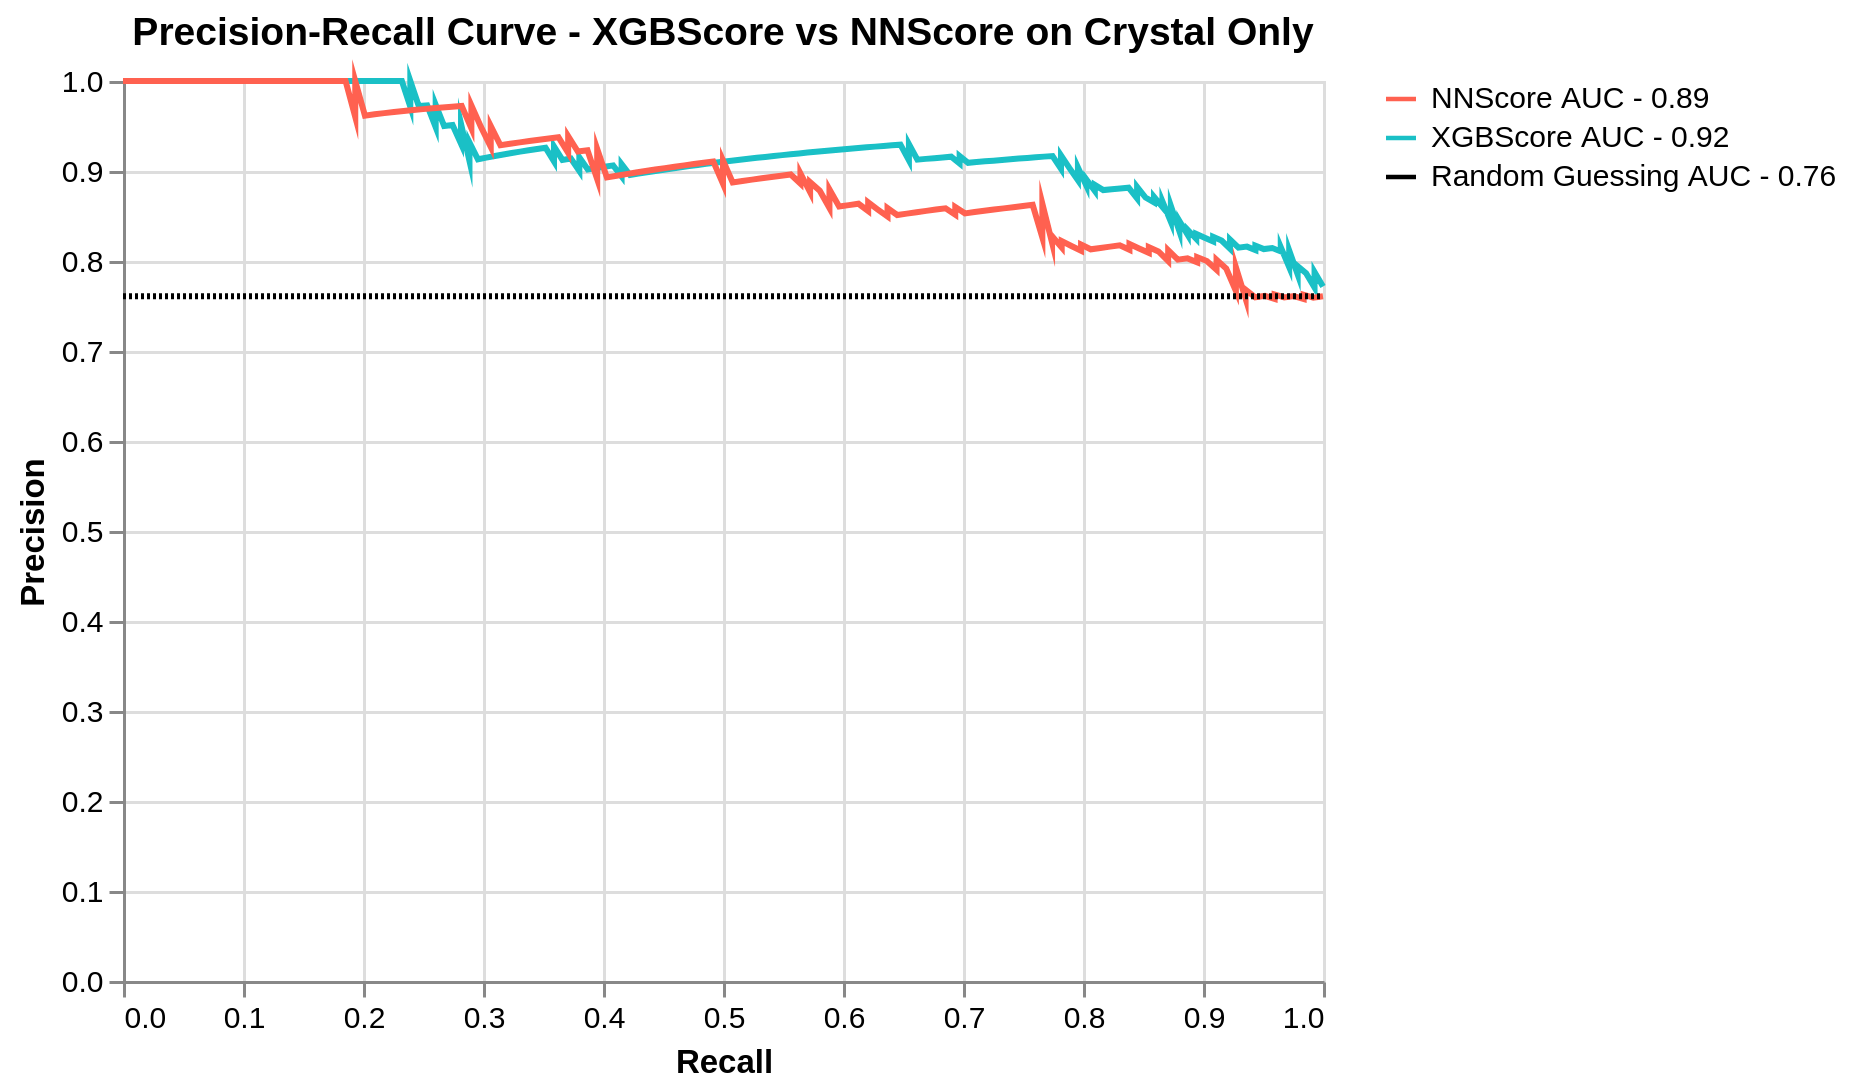 Precision-Recall Curve - XGBScore vs NNScore on Crystal Only
NNScore AUC - 0.89
XGBScore AUC - 0.92
Random Guessing AUC - 0.76
Precision
1.0
0.9
0.8
0.7
0.6
0.5
0.4
0.3
0.2
0.1
0.0
0.0 0.1 0.2 0.3 0.4 0.5 0.6 0.7 0.8 0.9 1.0
Recall